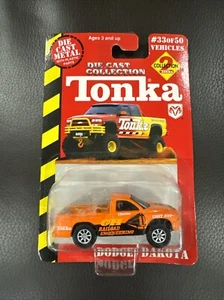 Ages 3 and up
#33 of 50
VEHICLES
DIE CAST
METAL
DIE CAST
COLLECTION
COLLECTION
Tonka
Tonka
RAILROAD
ENGINEERING
DODGE DAKOTA